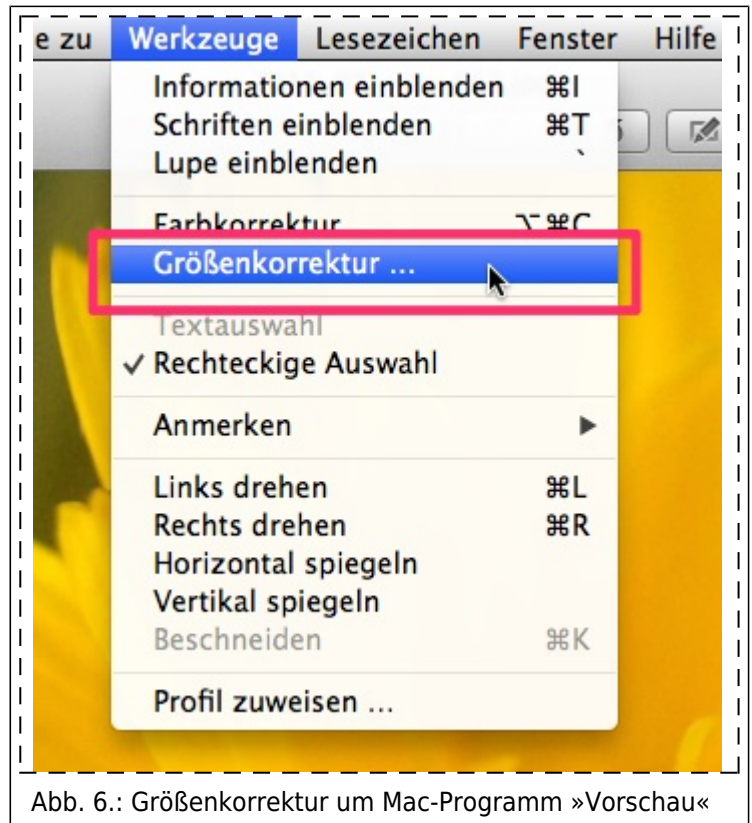 e zu Werkzeuge Lesezeichen Fenster Hilfe
Informationen einblenden ⌘I
Schriften einblenden ⌘T
Lupe einblenden `
Farbkorrektur ⌥⌘C
Größenkorrektur ...
Textauswahl
✓ Rechteckige Auswahl
Anmerken ▶
Links drehen ⌘L
Rechts drehen ⌘R
Horizontal spiegeln
Vertikal spiegeln
Beschneiden ⌘K
Profil zuweisen ...
Abb. 6.: Größenkorrektur um Mac-Programm »Vorschau«